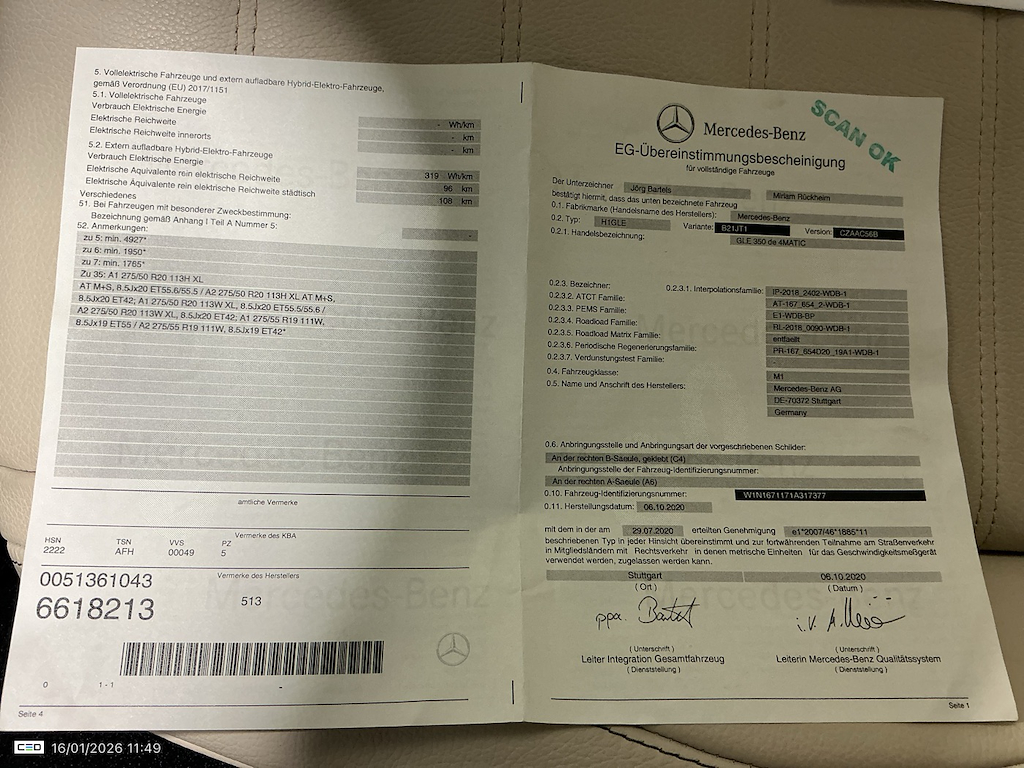 5. Vollelektrische Fahrzeuge und extern aufladbare Hybrid-Elektro-Fahrzeuge,
gemäß Verordnung (EU) 2017/1151
5.1. Vollelektrische Fahrzeuge
Verbrauch Elektrische Energie - Wh/km
Elektrische Reichweite - km
Elektrische Reichweite innerorts - km
5.2. Extern aufladbare Hybrid-Elektro-Fahrzeuge
Verbrauch Elektrische Energie 319 Wh/km
Elektrische Äquivalente rein elektrische Reichweite 96 km
Elektrische Äquivalente rein elektrische Reichweite städtisch 108 km
Verschiedenes
51. Bei Fahrzeugen mit besonderer Zweckbestimmung:
Bezeichnung gemäß Anhang I Teil A Nummer 5: -
52. Anmerkungen:
zu 5: min. 4927*
zu 6: min. 1950*
zu 7: min. 1765*
Zu 35: A1 275/50 R20 113H XL
AT M+S, 8.5Jx20 ET55.6/55.5 / A2 275/50 R20 113H XL AT M+S,
8.5Jx20 ET42; A1 275/50 R20 113W XL, 8.5Jx20 ET55.5/55.6 /
A2 275/50 R20 113W XL, 8.5Jx20 ET42; A1 275/55 R19 111W,
8.5Jx19 ET55 / A2 275/55 R19 111W, 8.5Jx19 ET42*
amtliche Vermerke
Vermerke des KBA
HSN TSN VVS PZ
2222 AFH 00049 5
Vermerke des Herstellers
0051361043
6618213 513
0 1 - 1 -
Seite 4
SCAN OK
Mercedes-Benz
EG-Übereinstimmungsbescheinigung
für vollständige Fahrzeuge
Der Unterzeichner Jörg Bartels Miriam Rückheim
bestätigt hiermit, dass das unten bezeichnete Fahrzeug
0.1. Fabrikmarke (Handelsname des Herstellers): Mercedes-Benz
0.2. Typ: H1GLE Variante: B21JT1 Version: CZAAC56B
0.2.1. Handelsbezeichnung: GLE 350 de 4MATIC
0.2.3. Bezeichner:
0.2.3.1. Interpolationsfamilie: IP-2018_2402-WDB-1
0.2.3.2. ATCT Familie: AT-167_654_2-WDB-1
0.2.3.3. PEMS Familie: E1-WDB-BP
0.2.3.4. Roadload Familie: RL-2018_0090-WDB-1
0.2.3.5. Roadload Matrix Familie: entfaellt
0.2.3.6. Periodische Regenerierungsfamilie: PR-167_654D20_19A1-WDB-1
0.2.3.7. Verdunstungstest Familie: -
0.4. Fahrzeugklasse: M1
0.5. Name und Anschrift des Herstellers: Mercedes-Benz AG
DE-70372 Stuttgart
Germany
0.6. Anbringungsstelle und Anbringungsart der vorgeschriebenen Schilder:
An der rechten B-Saeule, geklebt (C4)
Anbringungsstelle der Fahrzeug-Identifizierungsnummer:
An der rechten A-Saeule (A6)
0.10. Fahrzeug-Identifizierungsnummer: W1N1671171A317377
0.11. Herstellungsdatum: 06.10.2020
mit dem in der am 29.07.2020 erteilten Genehmigung e1*2007/46*1885*11
beschriebenen Typ in jeder Hinsicht übereinstimmt und zur fortwährenden Teilnahme am Straßenverkehr
in Mitgliedsländern mit Rechtsverkehr in denen metrische Einheiten für das Geschwindigkeitsmeßgerät
verwendet werden, zugelassen werden kann.
Stuttgart 06.10.2020
( Ort ) ( Datum )
ppa. i.V.
( Unterschrift ) ( Unterschrift )
Leiter Integration Gesamtfahrzeug Leiterin Mercedes-Benz Qualitätssystem
( Dienststellung ) ( Dienststellung )
Seite 1
CEO 16/01/2026 11:49